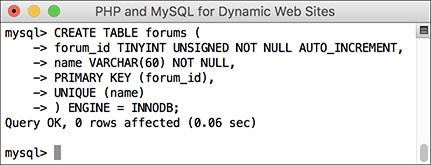 PHP and MySQL for Dynamic Web Sites
mysql> CREATE TABLE forums (
    -> forum_id TINYINT UNSIGNED NOT NULL AUTO_INCREMENT,
    -> name VARCHAR(60) NOT NULL,
    -> PRIMARY KEY (forum_id),
    -> UNIQUE (name)
    -> ) ENGINE = INNODB;
Query OK, 0 rows affected (0.06 sec)
mysql>